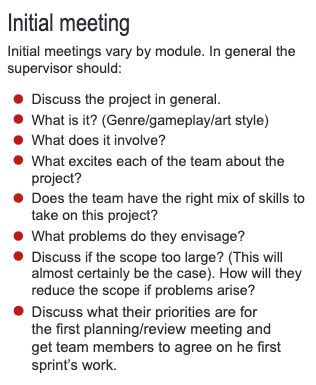 Initial meeting
Initial meetings vary by module. In general the
supervisor should:
● Discuss the project in general.
● What is it? (Genre/gameplay/art style)
● What does it involve?
● What excites each of the team about the
project?
● Does the team have the right mix of skills to
take on this project?
● What problems do they envisage?
● Discuss if the scope too large? (This will
almost certainly be the case). How will they
reduce the scope if problems arise?
● Discuss what their priorities are for
the first planning/review meeting and
get team members to agree on he first
sprint’s work.